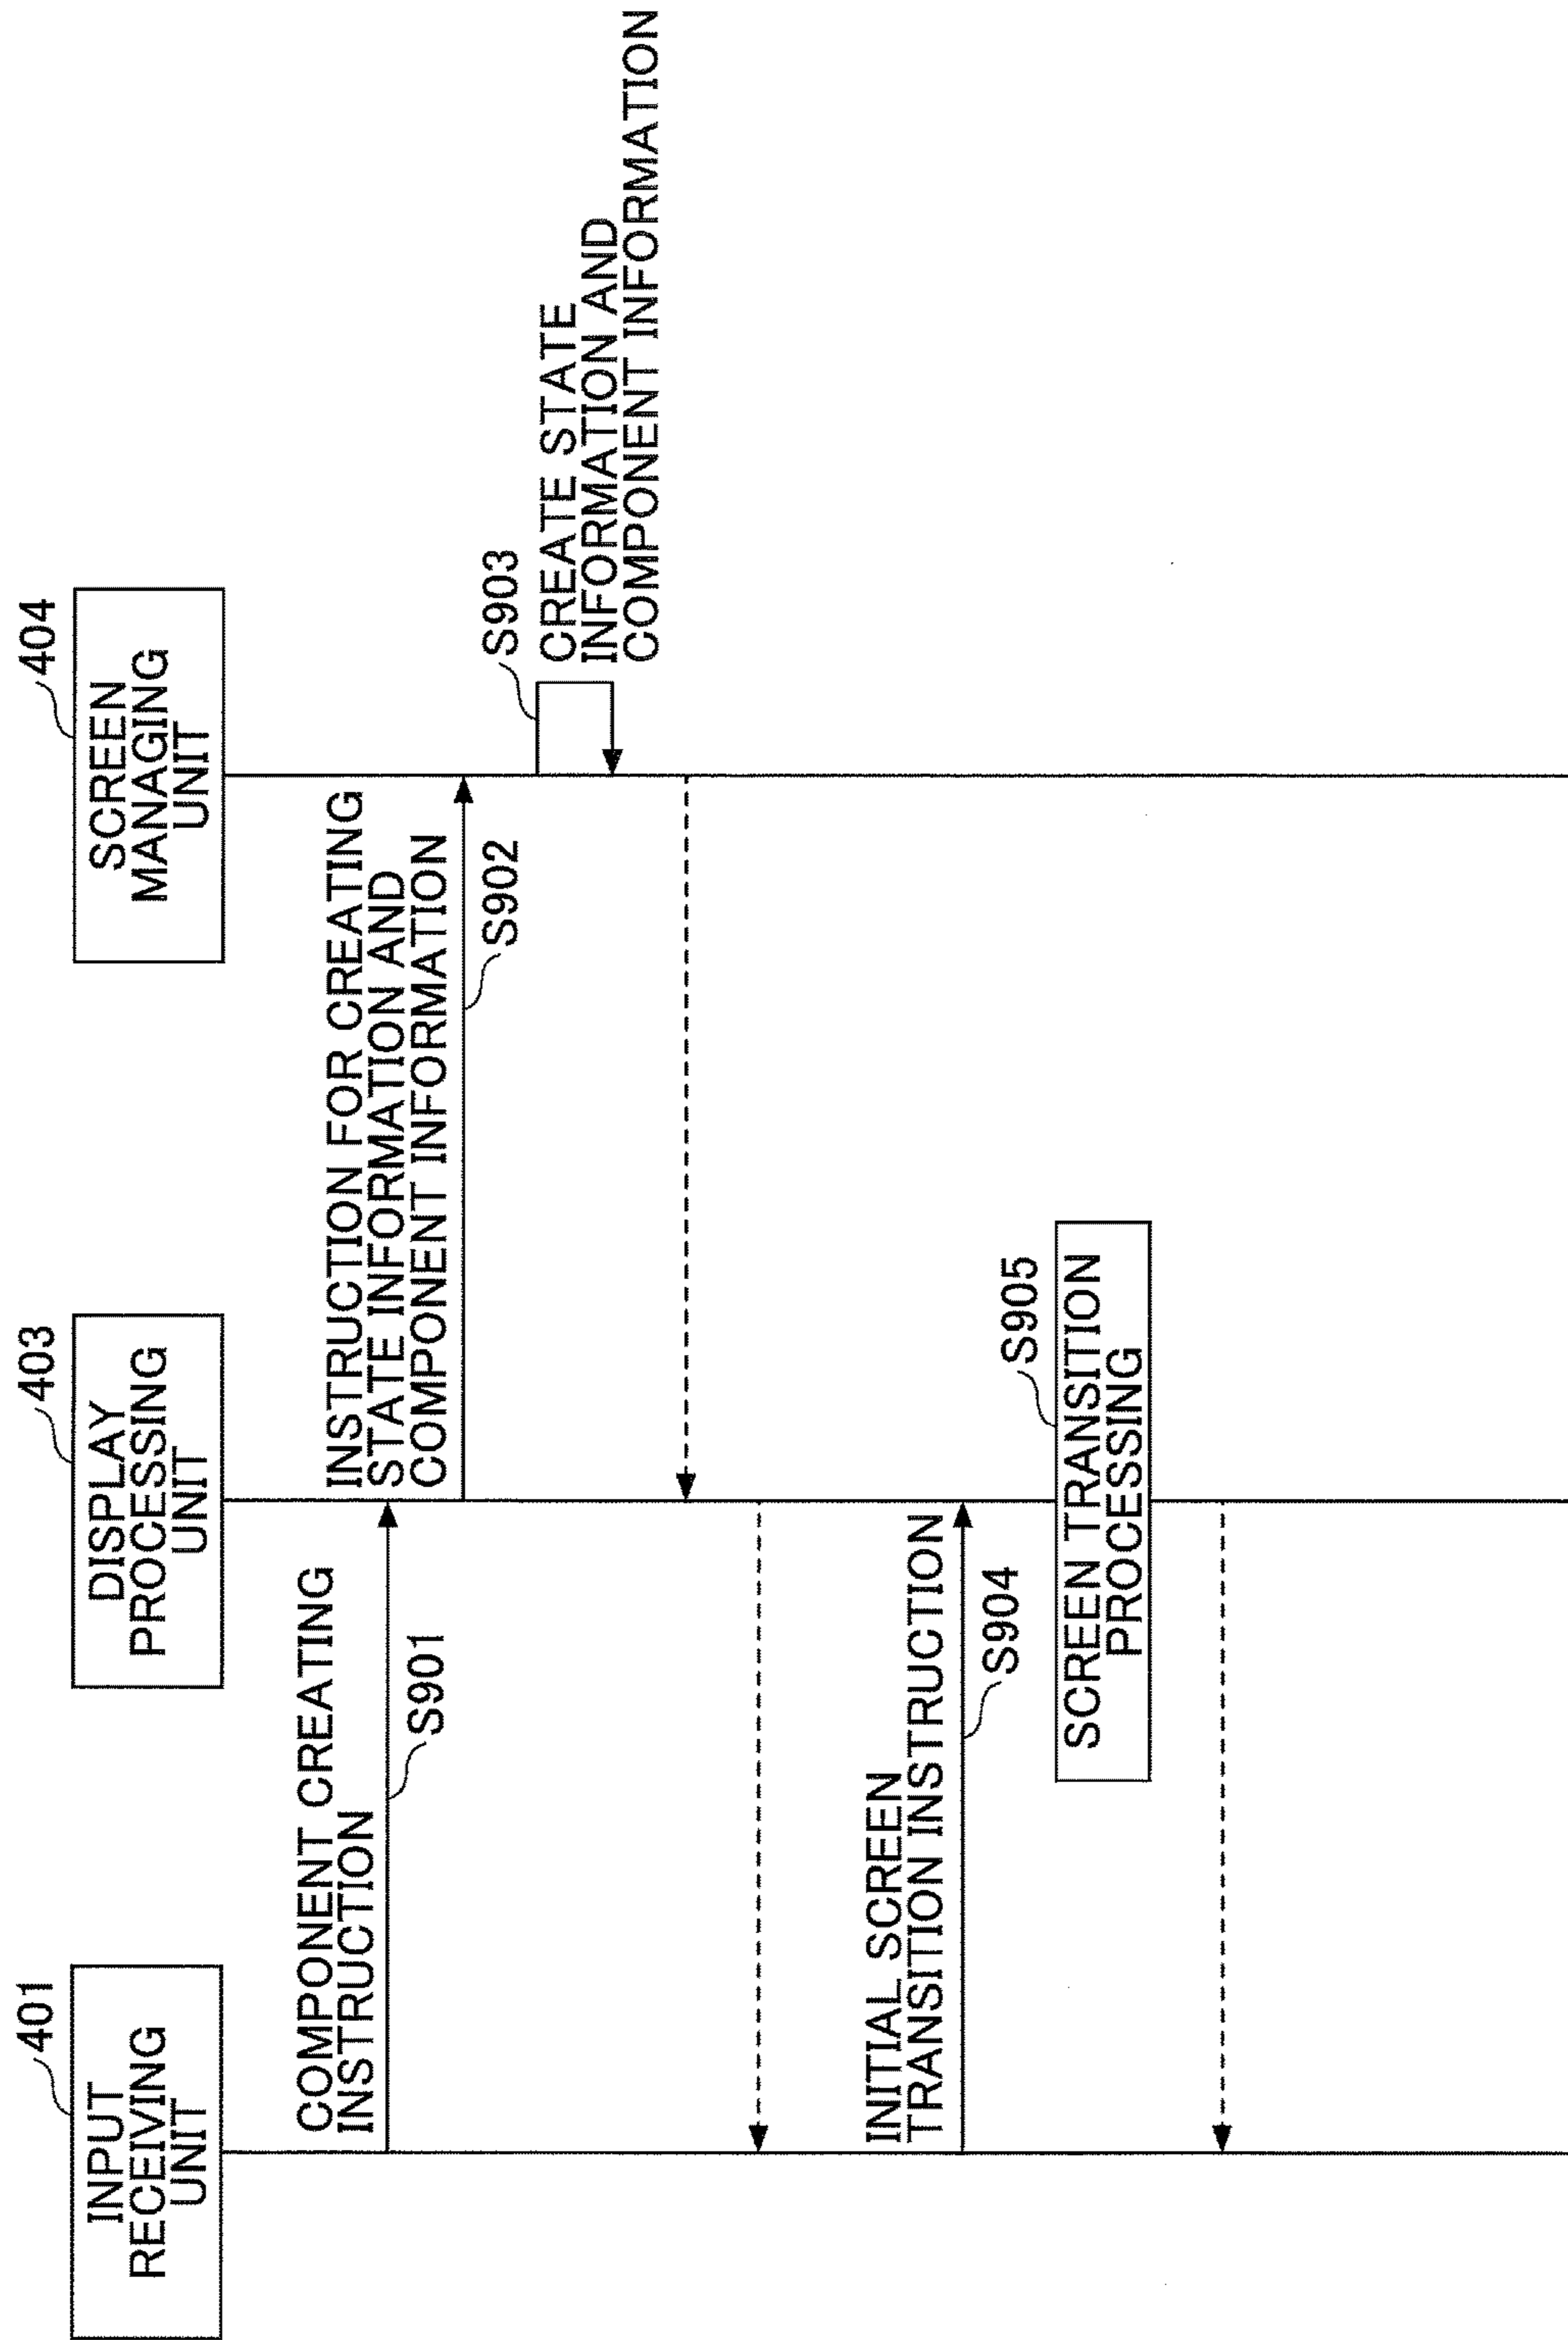 401
INPUT
RECEIVING
UNIT
403
DISPLAY
PROCESSING
UNIT
404
SCREEN
MANAGING
UNIT
COMPONENT CREATING
INSTRUCTION
S901
INSTRUCTION FOR CREATING
STATE INFORMATION AND
COMPONENT INFORMATION
S902
S903
CREATE STATE
INFORMATION AND
COMPONENT INFORMATION
INITIAL SCREEN
TRANSITION INSTRUCTION
S904
S905
SCREEN TRANSITION
PROCESSING